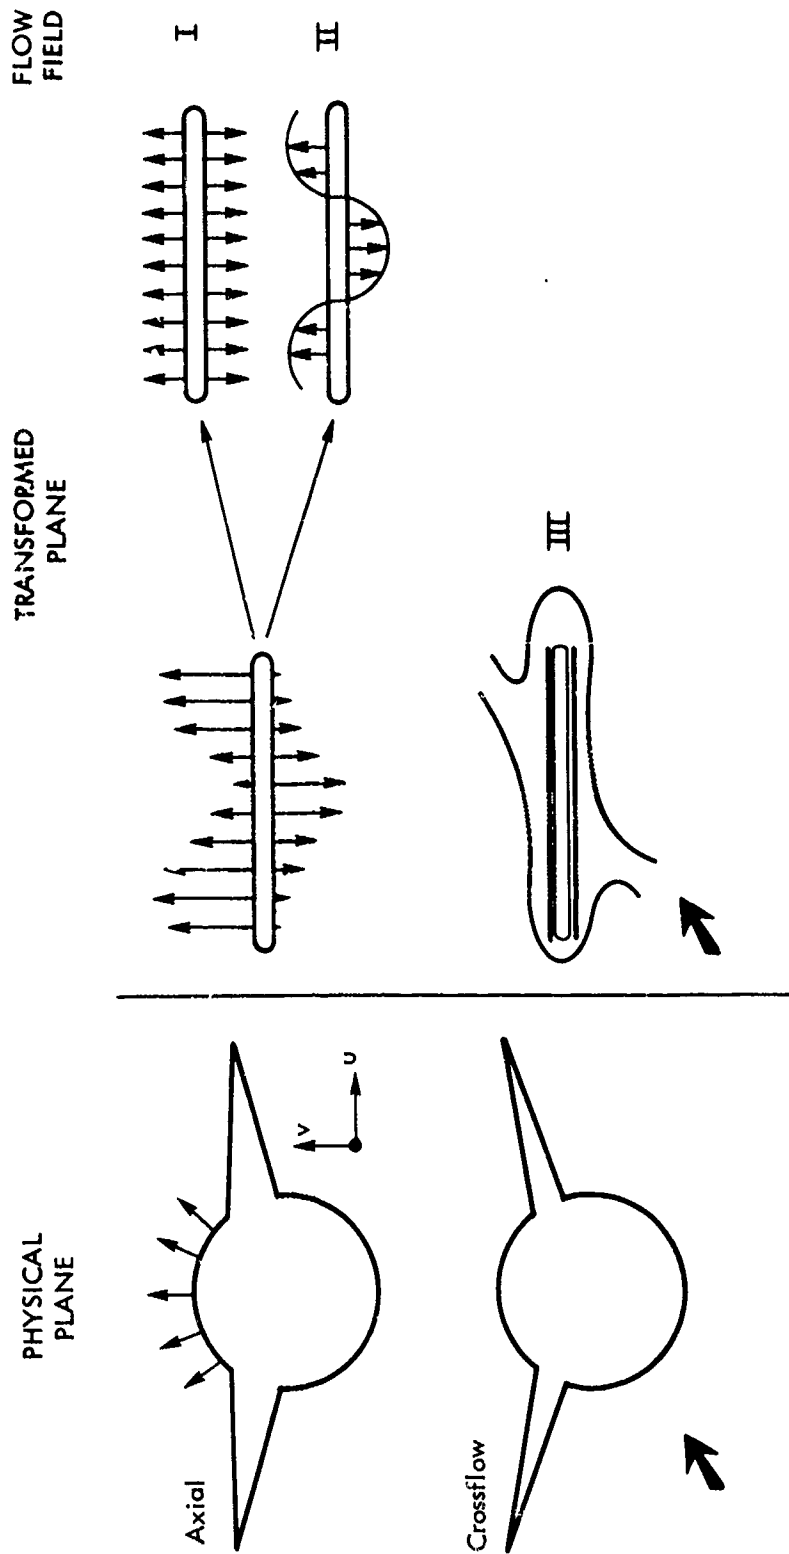 PHYSICAL
PLANE
TRANSFORMED
PLANE
FLOW
FIELD
Axial
V
U
I
II
Crossflow
III